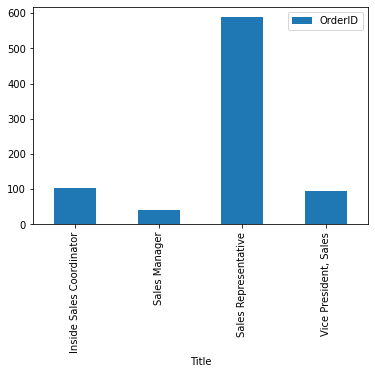 600
500
400
300
200
100
0
OrderID
Inside Sales Coordinator
Sales Manager
Sales Representative
Vice President, Sales
Title